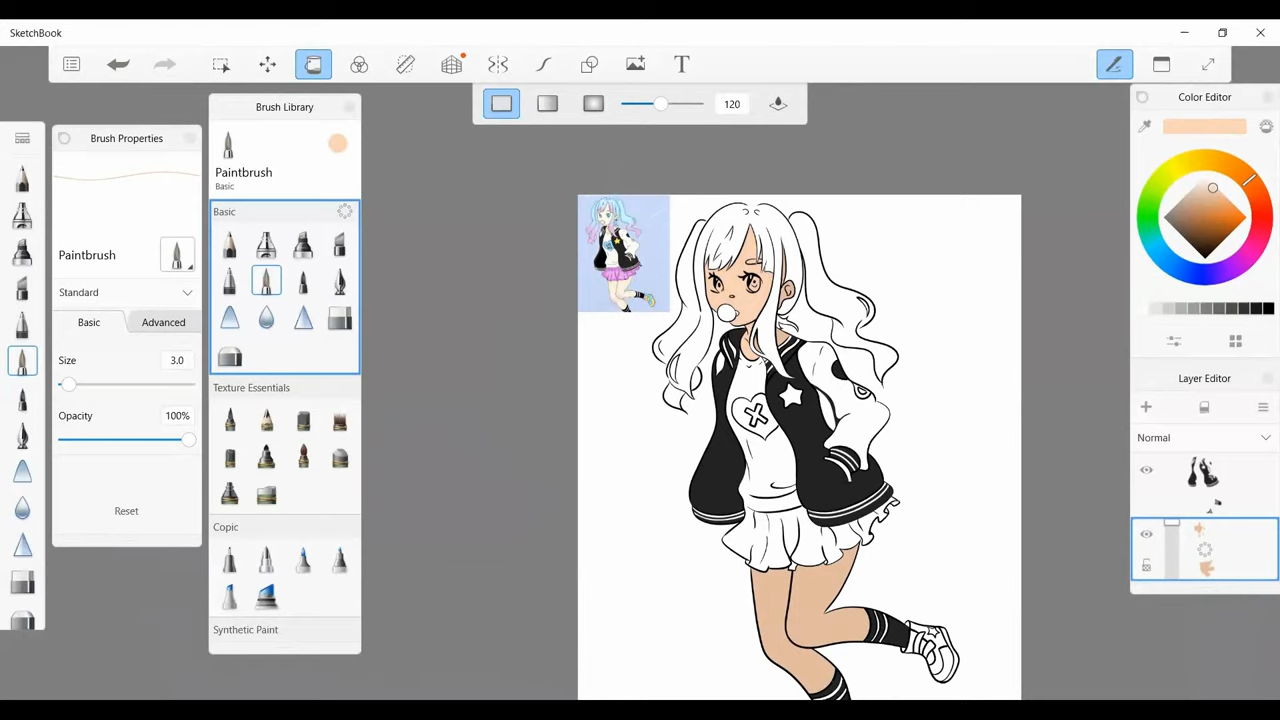 SketchBook
T
120
Brush Properties
Paintbrush
Standard
Basic
Advanced
Size
3.0
Opacity
100%
Reset
Brush Library
Paintbrush
Basic
Basic
Texture Essentials
Copic
Synthetic Paint
Color Editor
Layer Editor
Normal